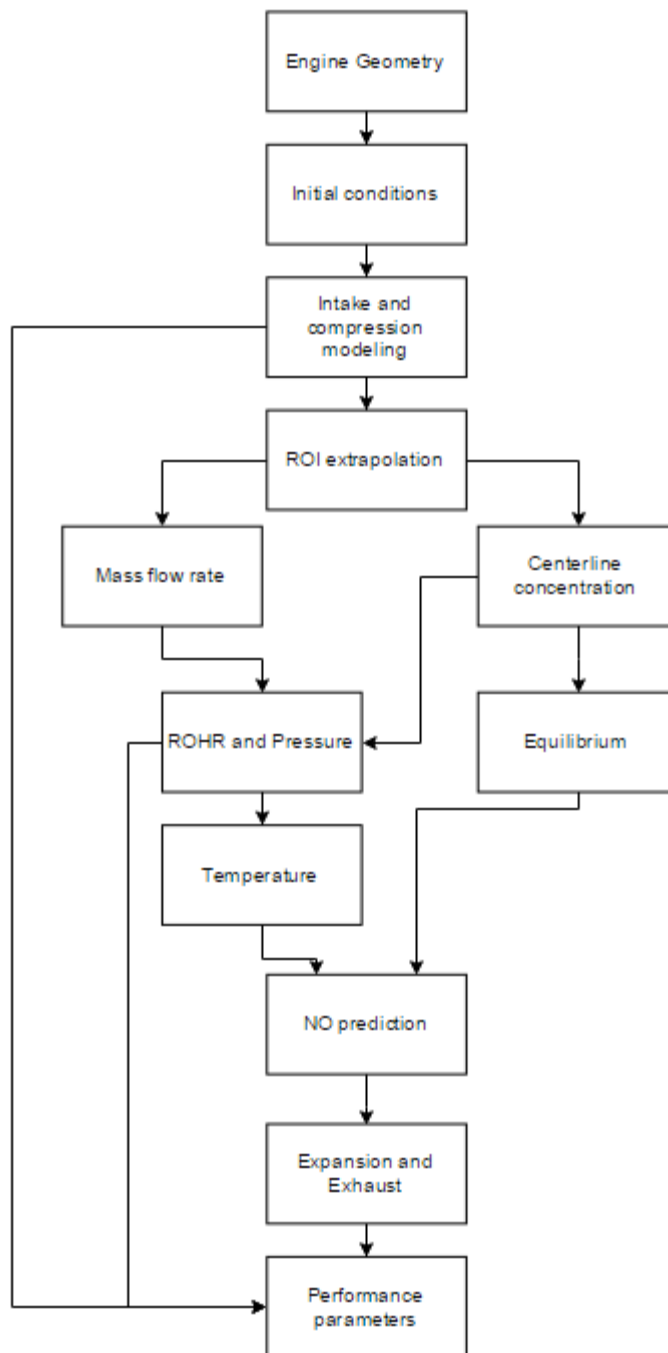 Engine Geometry
Initial conditions
Intake and
compression
modeling
ROI extrapolation
Mass flow rate
Centerline
concentration
ROHR and Pressure
Equilibrium
Temperature
NO prediction
Expansion and
Exhaust
Performance
parameters